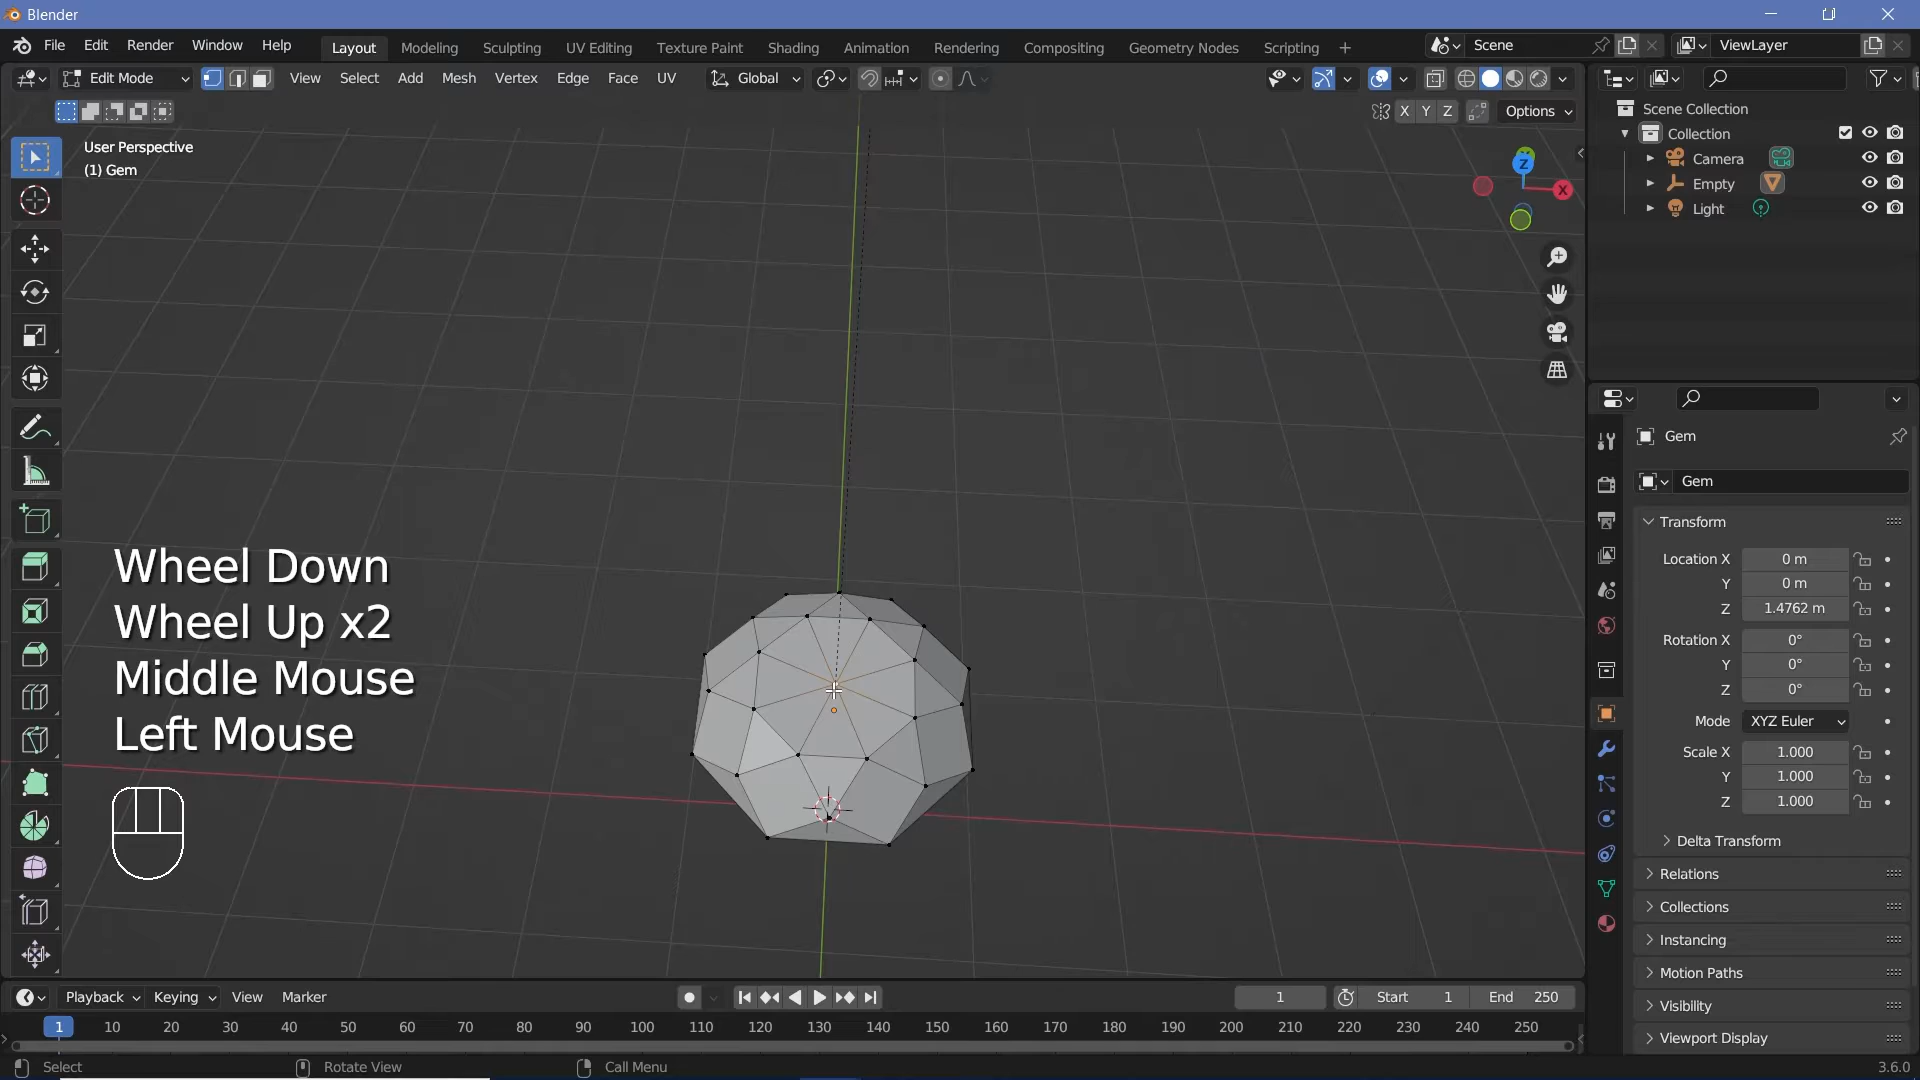 Blender
File Edit Render Window Help Layout Modeling Sculpting UV Editing Texture Paint Shading Animation Rendering Compositing Geometry Nodes Scripting + Scene ViewLayer
Edit Mode View Select Add Mesh Vertex Edge Face UV Global
X Y Z Options
User Perspective
(1) Gem
Z
X
Scene Collection
Collection
Camera
Empty
Light
Gem
Gem
Transform
Location X 0 m
Y 0 m
Z 1.4762 m
Rotation X 0°
Y 0°
Z 0°
Mode XYZ Euler
Scale X 1.000
Y 1.000
Z 1.000
Delta Transform
Relations
Collections
Instancing
Motion Paths
Visibility
Viewport Display
Wheel Down
Wheel Up x2
Middle Mouse
Left Mouse
Playback Keying View Marker 1 Start 1 End 250
1 10 20 30 40 50 60 70 80 90 100 110 120 130 140 150 160 170 180 190 200 210 220 230 240 250
Select Rotate View Call Menu 3.6.0